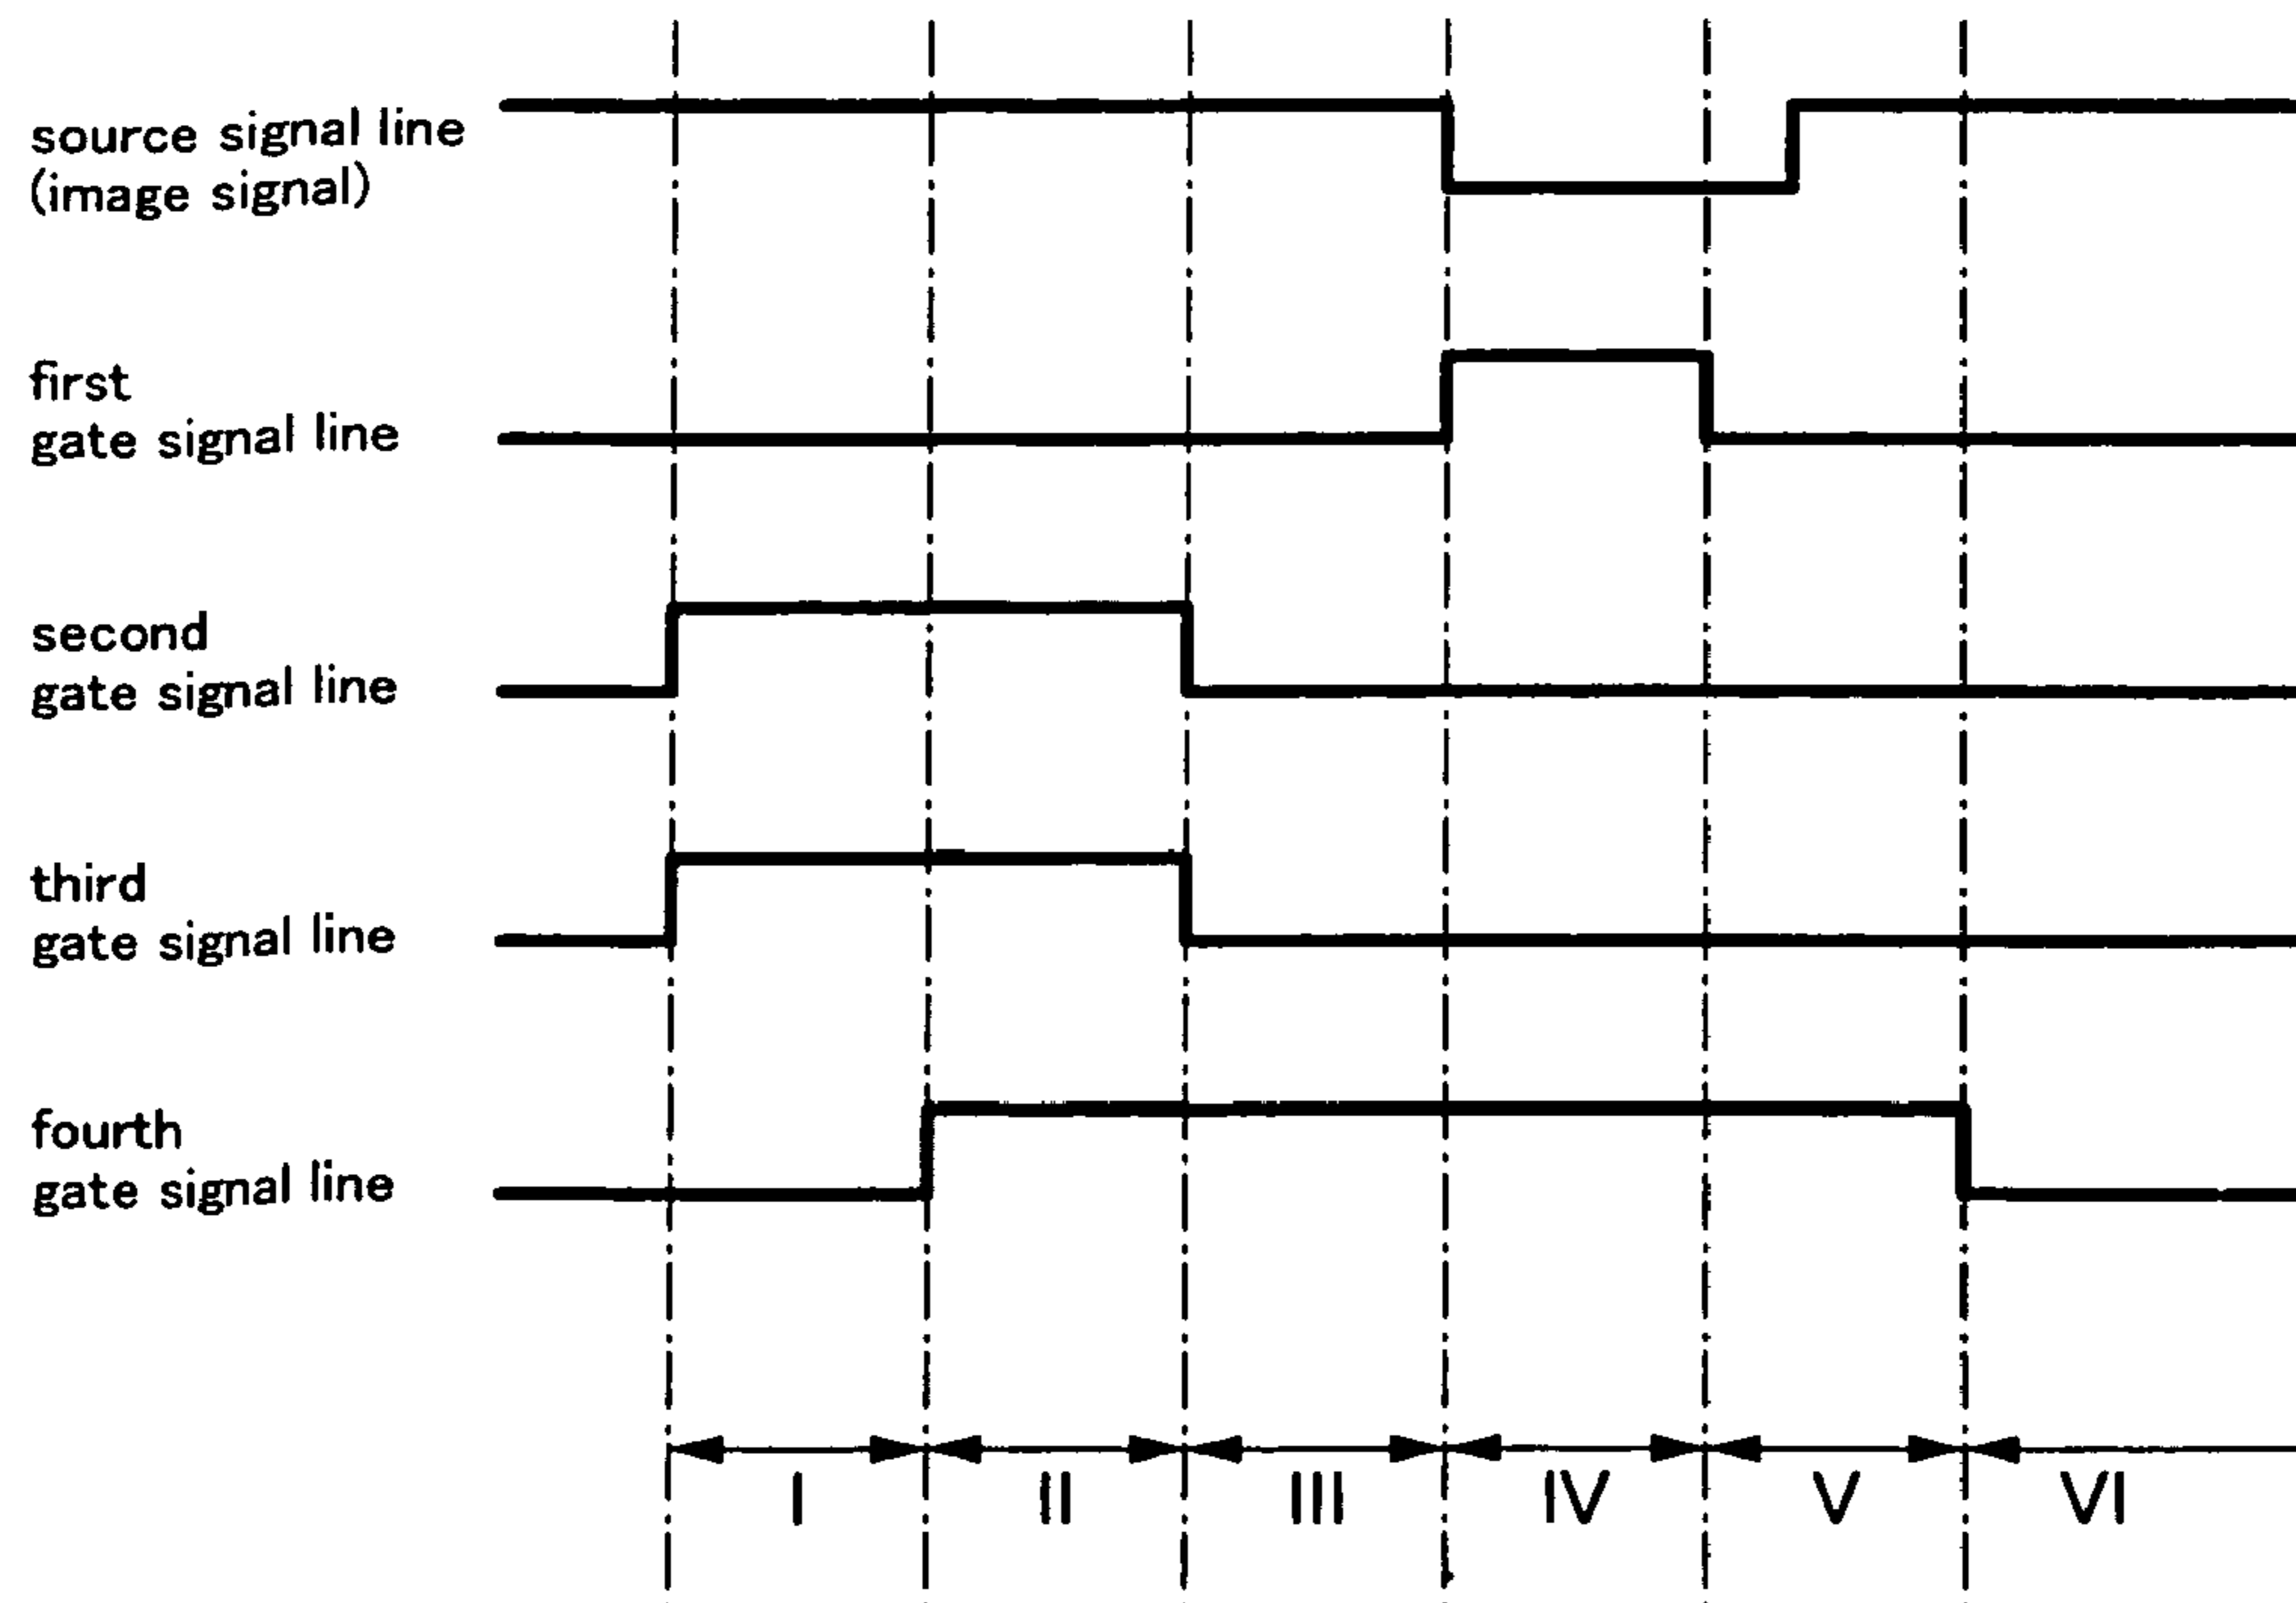 source signal line
(image signal)
first
gate signal line
second
gate signal line
third
gate signal line
fourth
gate signal line
I II III IV V VI